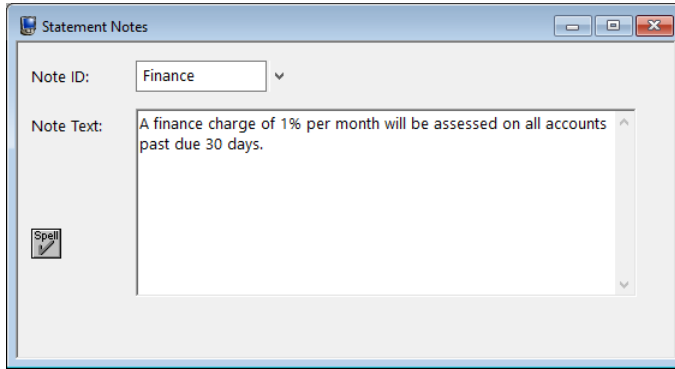 Statement Notes
Note ID:
Finance
Note Text:
A finance charge of 1% per month will be assessed on all accounts
past due 30 days.
Spell